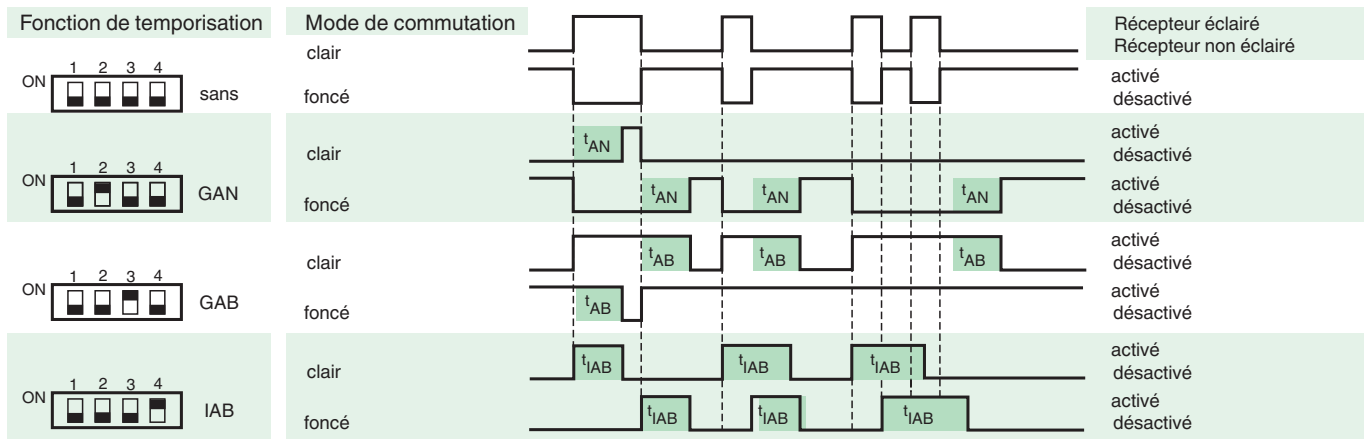 Fonction de temporisation
Mode de commutation
Récepteur éclairé
Récepteur non éclairé
clair
ON 1 2 3 4 sans
foncé
activé
désactivé
clair
tAN
activé
désactivé
ON 1 2 3 4 GAN
foncé
tAN tAN tAN
activé
désactivé
clair
tAB tAB tAB
activé
désactivé
ON 1 2 3 4 GAB
foncé
tAB
activé
désactivé
clair
tIAB tIAB tIAB
activé
désactivé
ON 1 2 3 4 IAB
foncé
tIAB tIAB tIAB
activé
désactivé